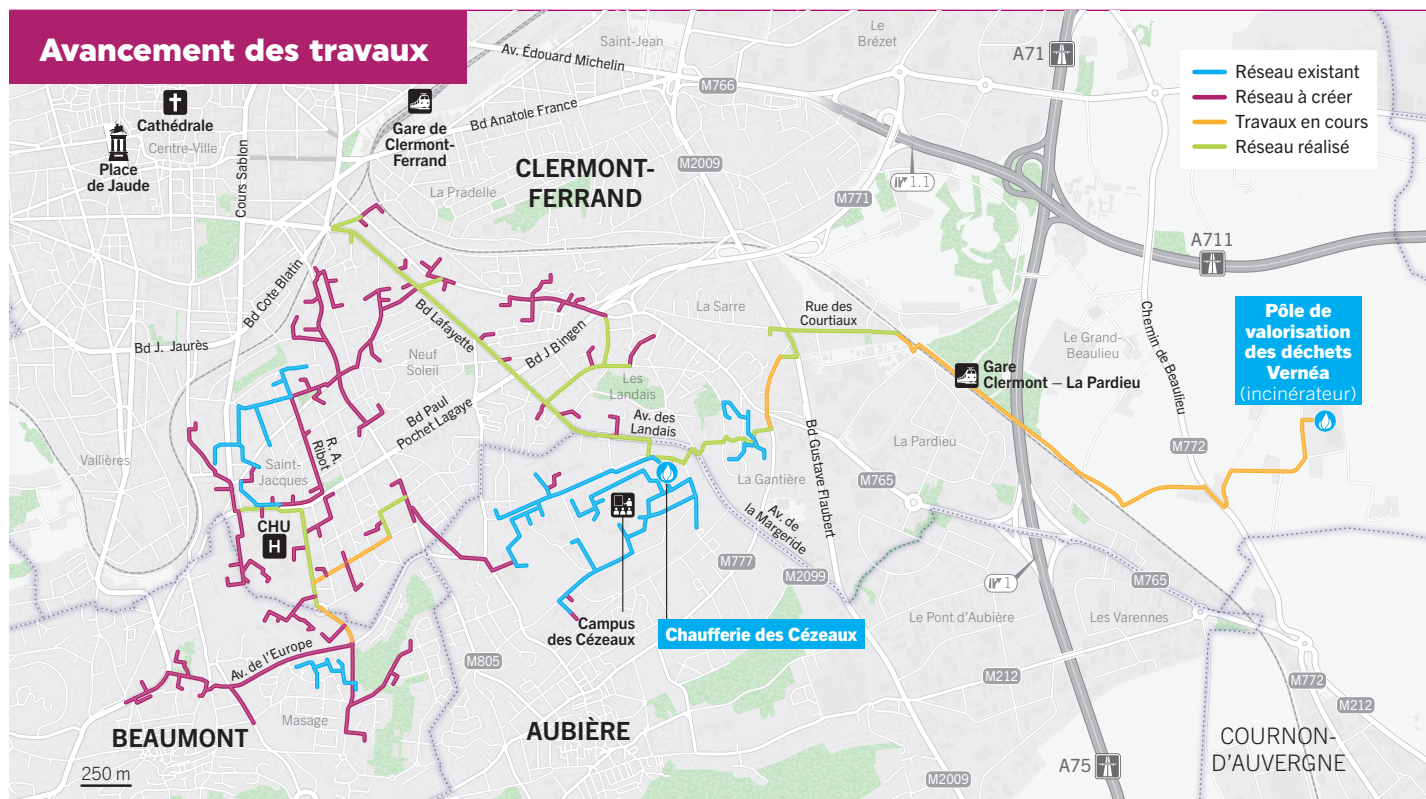 Avancement des travaux
Réseau existant
Réseau à créer
Travaux en cours
Réseau réalisé
Saint-Jean
Le
Brézet
A71
Av. Édouard Michelin
M766
Cathédrale
Centre-Ville
Place
de Jaude
Cours Sablon
Gare de
Clermont-
Ferrand
Bd Anatole France
La Pradelle
CLERMONT-
FERRAND
M2009
M771
1.1
A711
Bd Cote Blatin
Bd J. Jaurès
Bd Lafayette
Bd J Bingen
La Sarre
Rue des
Courtiaux
Neuf
Soleil
Les
Landais
Bd Paul
Pochet Lagaye
Av. des
Landais
Gare
Clermont – La Pardieu
Le Grand-
Beaulieu
Chemin de Beaulieu
Pôle de
valorisation
des déchets
Vernéa
(incinérateur)
Vallières
R. A.
Ribot
Saint-
Jacques
CHU
H
La Pardieu
M772
La Gantière
Bd Gustave Flaubert
M765
Av. de
la Margeride
M777
M2099
1
M765
Campus
des Cézeaux
Chaufferie des Cézeaux
Le Pont d'Aubière
Les Varennes
Av. de l'Europe
M805
M212
M772
M212
Masage
BEAUMONT
AUBIÈRE
COURNON-
D'AUVERGNE
250 m
M2009
A75